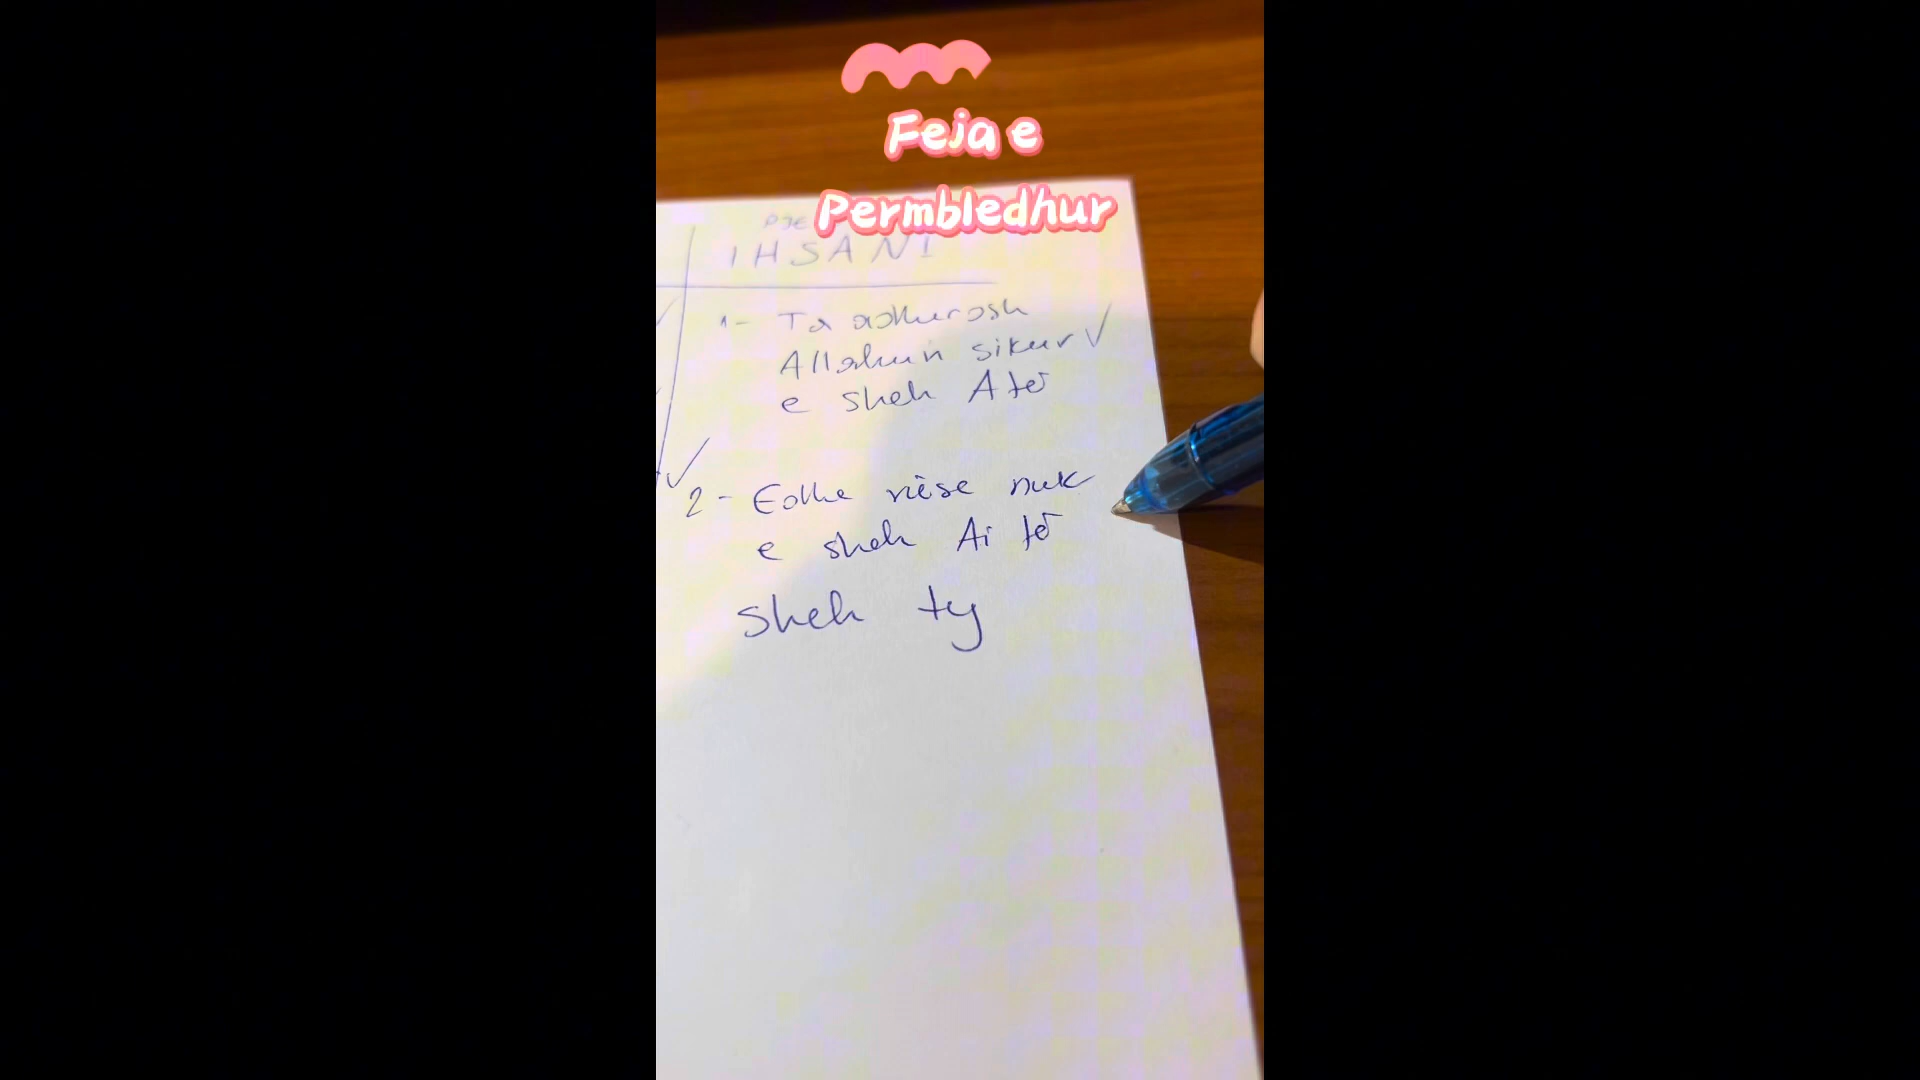 Feja e
Permbledhur
IHSANI
1- Ta adhurosh
Allahun sikur
e sheh Atë
2- Edhe nëse nuk
e sheh Ai të
sheh ty